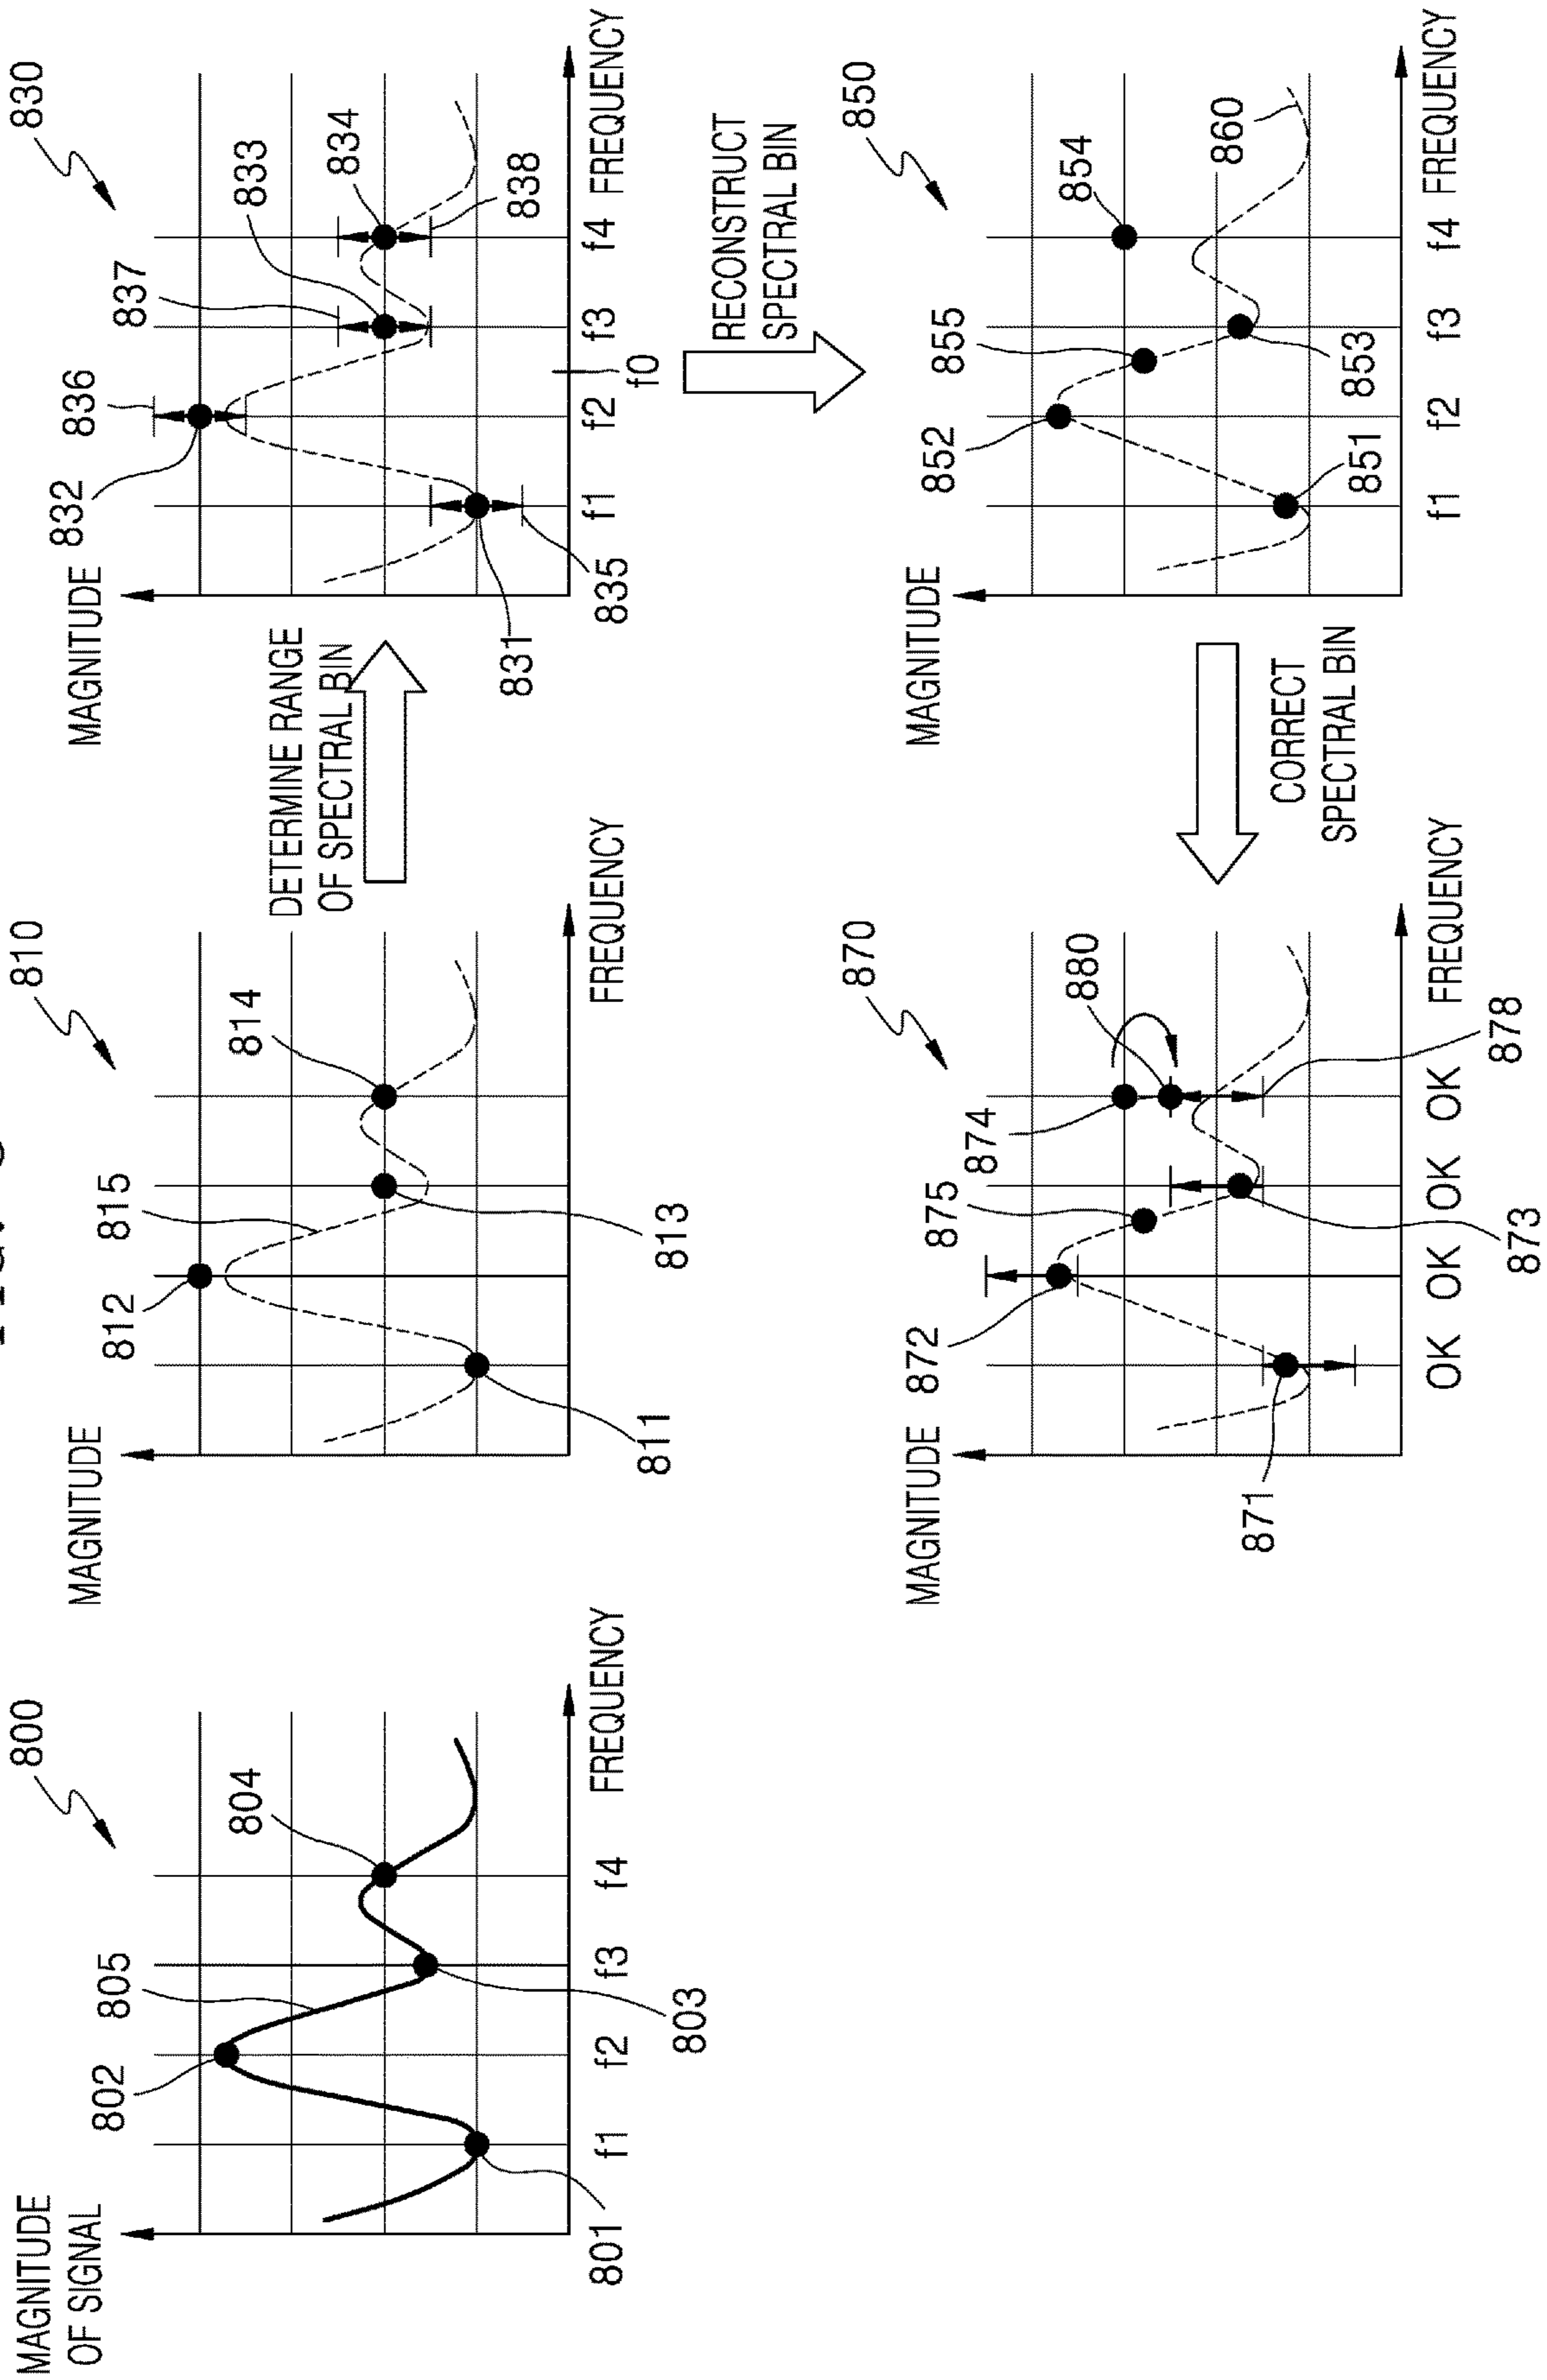 MAGNITUDE
OF SIGNAL
800
802
805
804
801
803
f1
f2
f3
f4
FREQUENCY
MAGNITUDE
810
812
815
814
811
813
FREQUENCY
DETERMINE RANGE
OF SPECTRAL BIN
MAGNITUDE
830
832
836
837
833
834
838
831
835
f0
f1
f2
f3
f4
FREQUENCY
RECONSTRUCT
SPECTRAL BIN
MAGNITUDE
850
852
855
854
860
851
853
f1
f2
f3
f4
FREQUENCY
CORRECT
SPECTRAL BIN
MAGNITUDE
870
872
875
874
880
871
873
878
OK OK OK OK
FREQUENCY